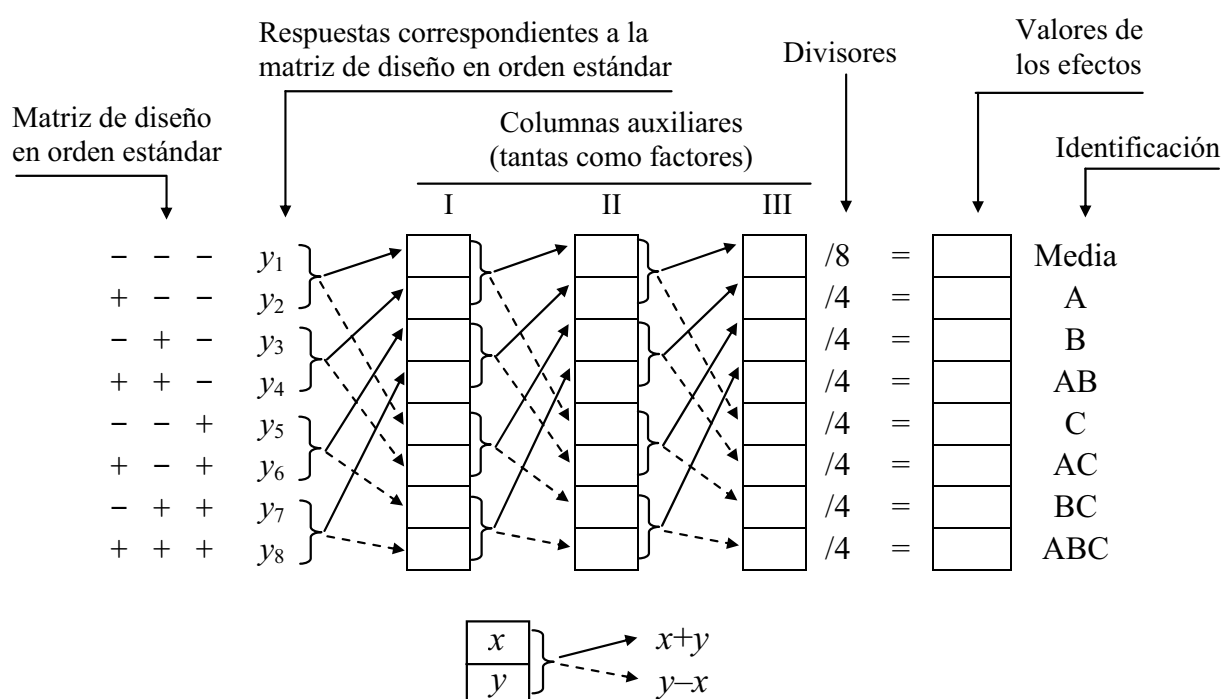 Respuestas correspondientes a la
matriz de diseño en orden estándar
Divisores
Valores de
los efectos
Matriz de diseño
en orden estándar
Columnas auxiliares
(tantas como factores)
Identificación
I II III
− − − y1 /8 = Media
+ − − y2 /4 = A
− + − y3 /4 = B
+ + − y4 /4 = AB
− − + y5 /4 = C
+ − + y6 /4 = AC
− + + y7 /4 = BC
+ + + y8 /4 = ABC
x x+y
y y−x